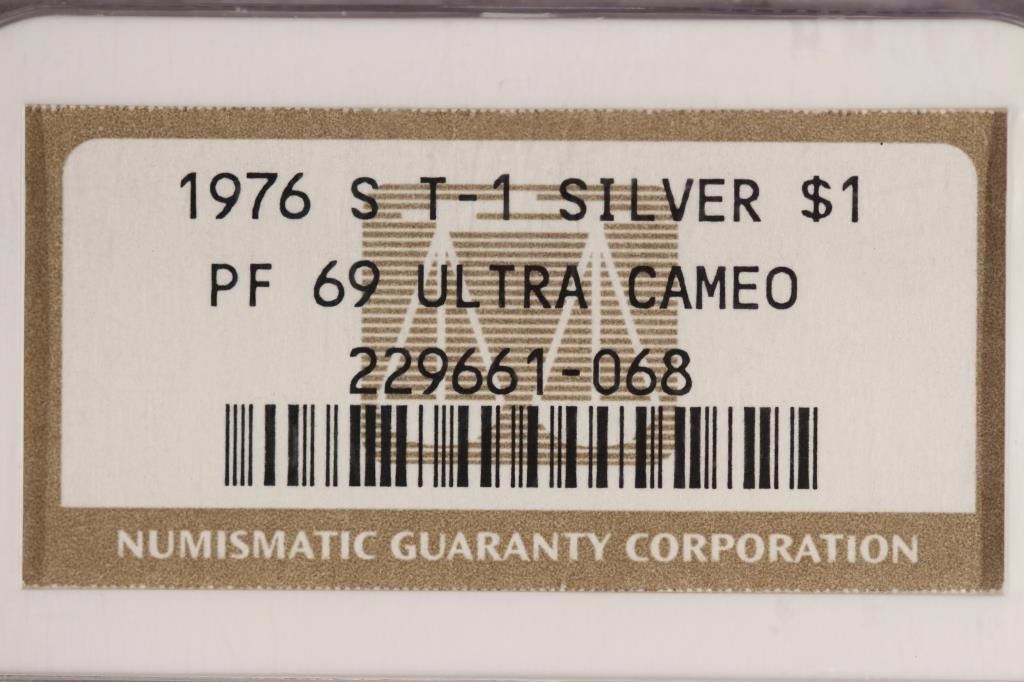 1976 S T-1 SILVER $1
PF 69 ULTRA CAMEO
229661-068
NUMISMATIC GUARANTY CORPORATION